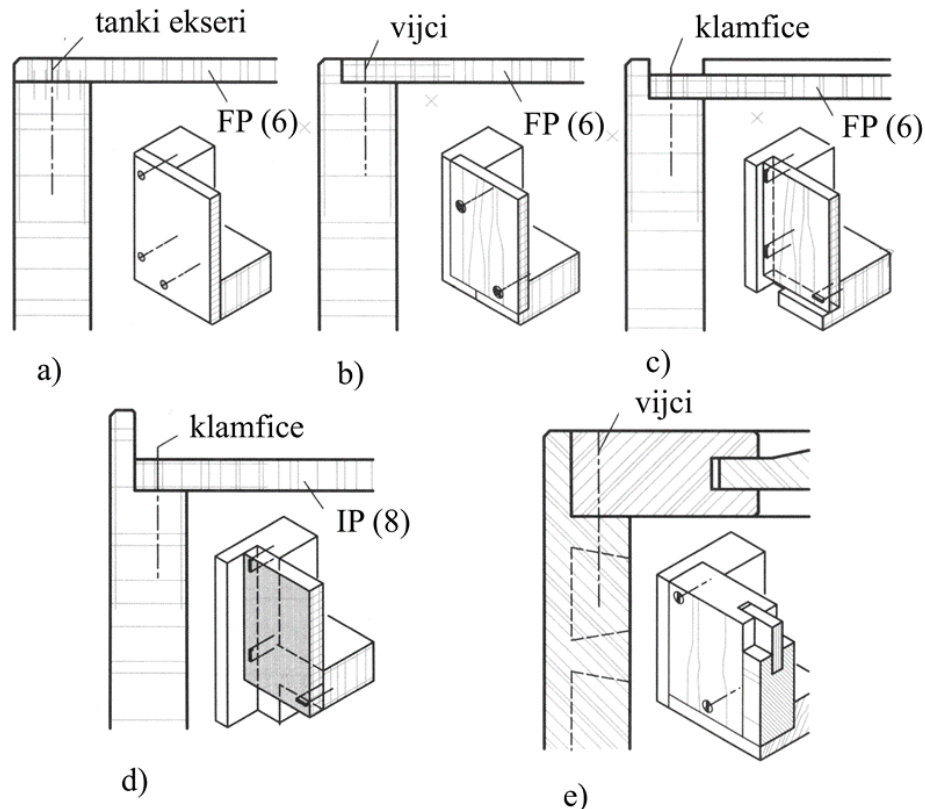 tanki ekseri
FP (6)
a)
vijci
FP (6)
b)
klamfice
FP (6)
c)
klamfice
IP (8)
d)
vijci
e)